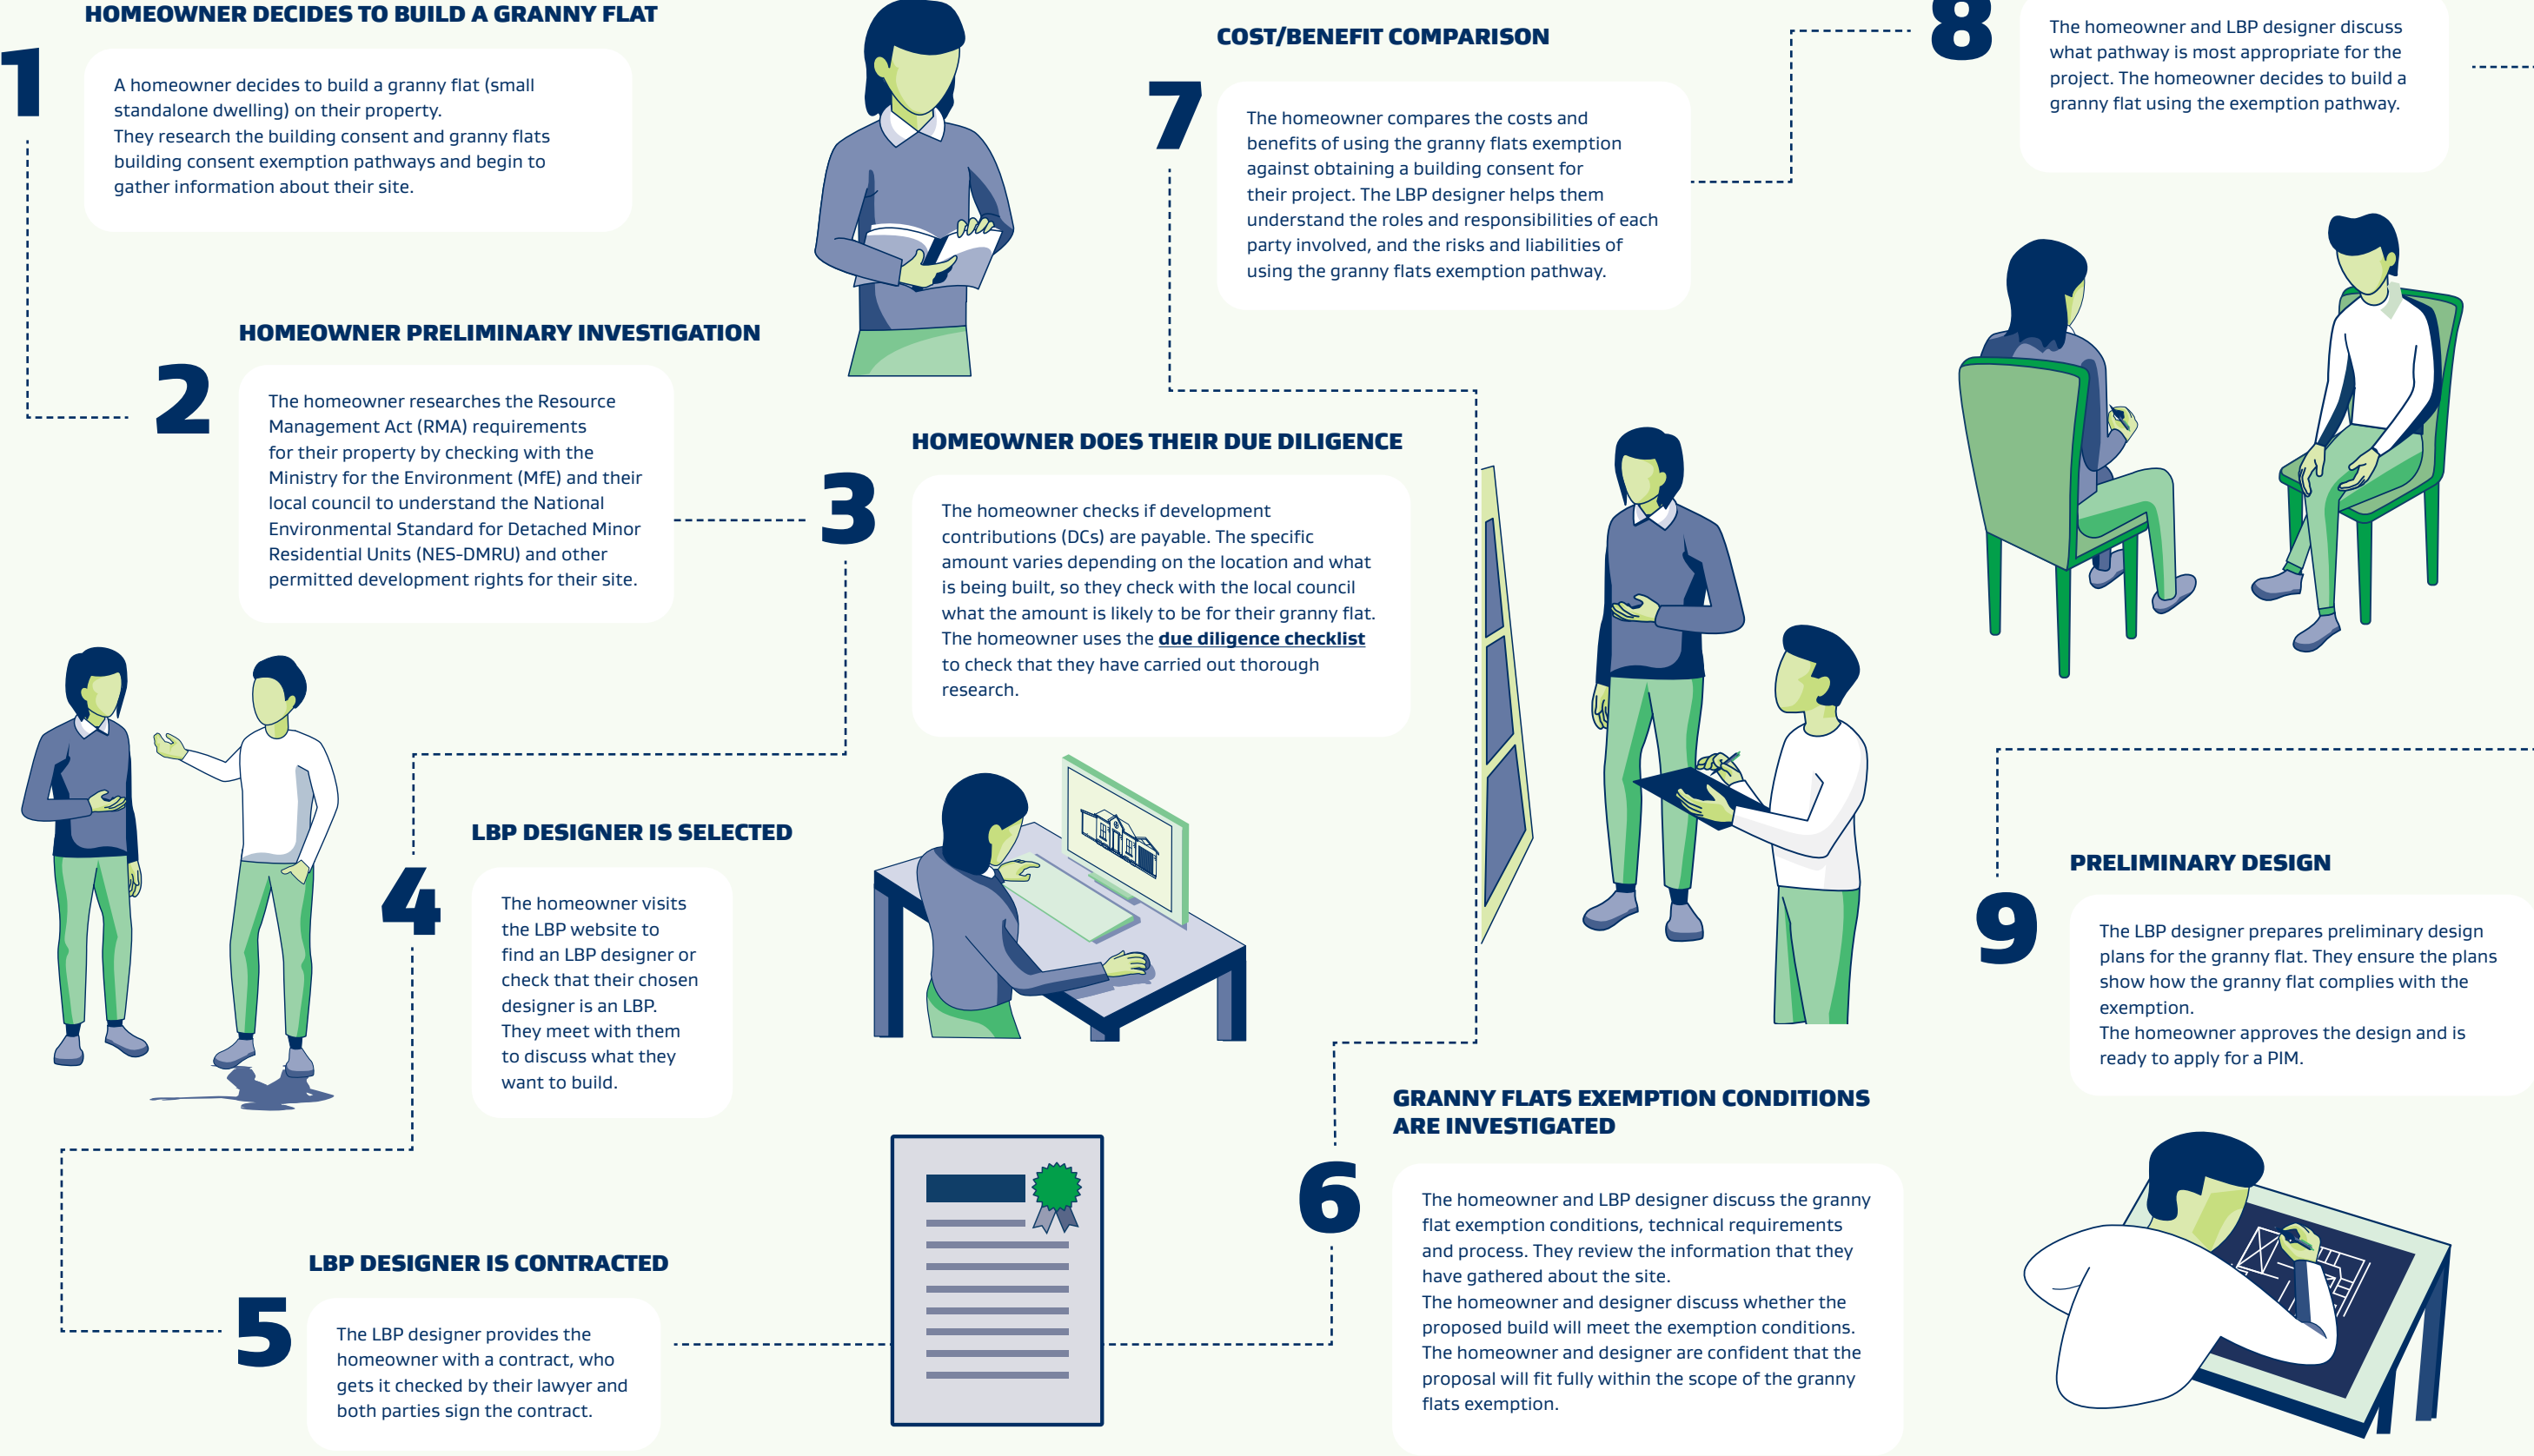 HOMEOWNER DECIDES TO BUILD A GRANNY FLAT
1
A homeowner decides to build a granny flat (small
standalone dwelling) on their property.
They research the building consent and granny flats
building consent exemption pathways and begin to
gather information about their site.
HOMEOWNER PRELIMINARY INVESTIGATION
2
The homeowner researches the Resource
Management Act (RMA) requirements
for their property by checking with the
Ministry for the Environment (MfE) and their
local council to understand the National
Environmental Standard for Detached Minor
Residential Units (NES-DMRU) and other
permitted development rights for their site.
HOMEOWNER DOES THEIR DUE DILIGENCE
3
The homeowner checks if development
contributions (DCs) are payable. The specific
amount varies depending on the location and what
is being built, so they check with the local council
what the amount is likely to be for their granny flat.
The homeowner uses the due diligence checklist
to check that they have carried out thorough
research.
LBP DESIGNER IS SELECTED
4
The homeowner visits
the LBP website to
find an LBP designer or
check that their chosen
designer is an LBP.
They meet with them
to discuss what they
want to build.
LBP DESIGNER IS CONTRACTED
5
The LBP designer provides the
homeowner with a contract, who
gets it checked by their lawyer and
both parties sign the contract.
GRANNY FLATS EXEMPTION CONDITIONS
ARE INVESTIGATED
6
The homeowner and LBP designer discuss the granny
flat exemption conditions, technical requirements
and process. They review the information that they
have gathered about the site.
The homeowner and designer discuss whether the
proposed build will meet the exemption conditions.
The homeowner and designer are confident that the
proposal will fit fully within the scope of the granny
flats exemption.
COST/BENEFIT COMPARISON
7
The homeowner compares the costs and
benefits of using the granny flats exemption
against obtaining a building consent for
their project. The LBP designer helps them
understand the roles and responsibilities of each
party involved, and the risks and liabilities of
using the granny flats exemption pathway.
8
The homeowner and LBP designer discuss
what pathway is most appropriate for the
project. The homeowner decides to build a
granny flat using the exemption pathway.
PRELIMINARY DESIGN
9
The LBP designer prepares preliminary design
plans for the granny flat. They ensure the plans
show how the granny flat complies with the
exemption.
The homeowner approves the design and is
ready to apply for a PIM.